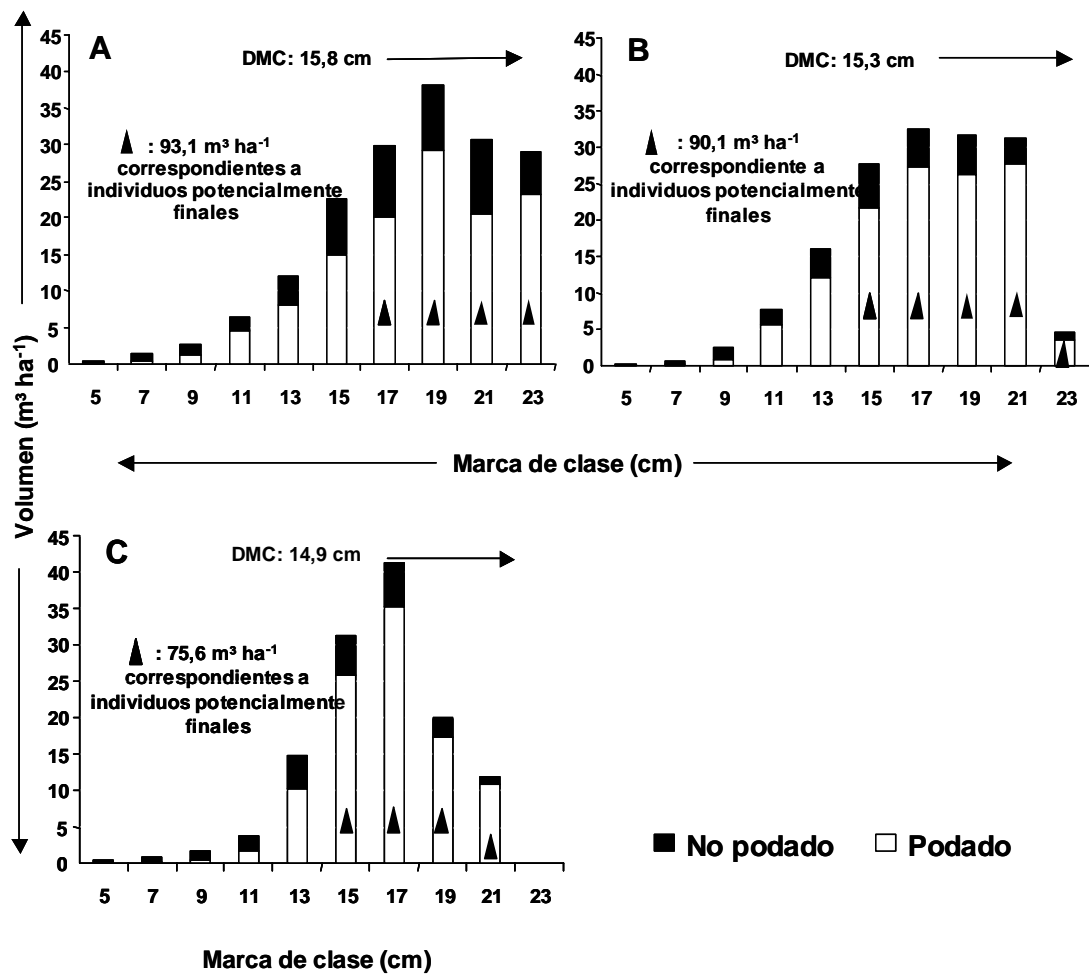 A
DMC: 15,8 cm
: 93,1 m³ ha⁻¹
correspondientes a
individuos potencialmente
finales
45
40
35
30
25
20
15
10
5
0
5 7 9 11 13 15 17 19 21 23
B
DMC: 15,3 cm
: 90,1 m³ ha⁻¹
correspondiente a
individuos potencialmente
finales
45
40
35
30
25
20
15
10
5
0
5 7 9 11 13 15 17 19 21 23
Volumen (m³ ha⁻¹)
Marca de clase (cm)
C
DMC: 14,9 cm
: 75,6 m³ ha⁻¹
correspondientes a
individuos potencialmente
finales
45
40
35
30
25
20
15
10
5
0
5 7 9 11 13 15 17 19 21 23
No podado Podado
Marca de clase (cm)